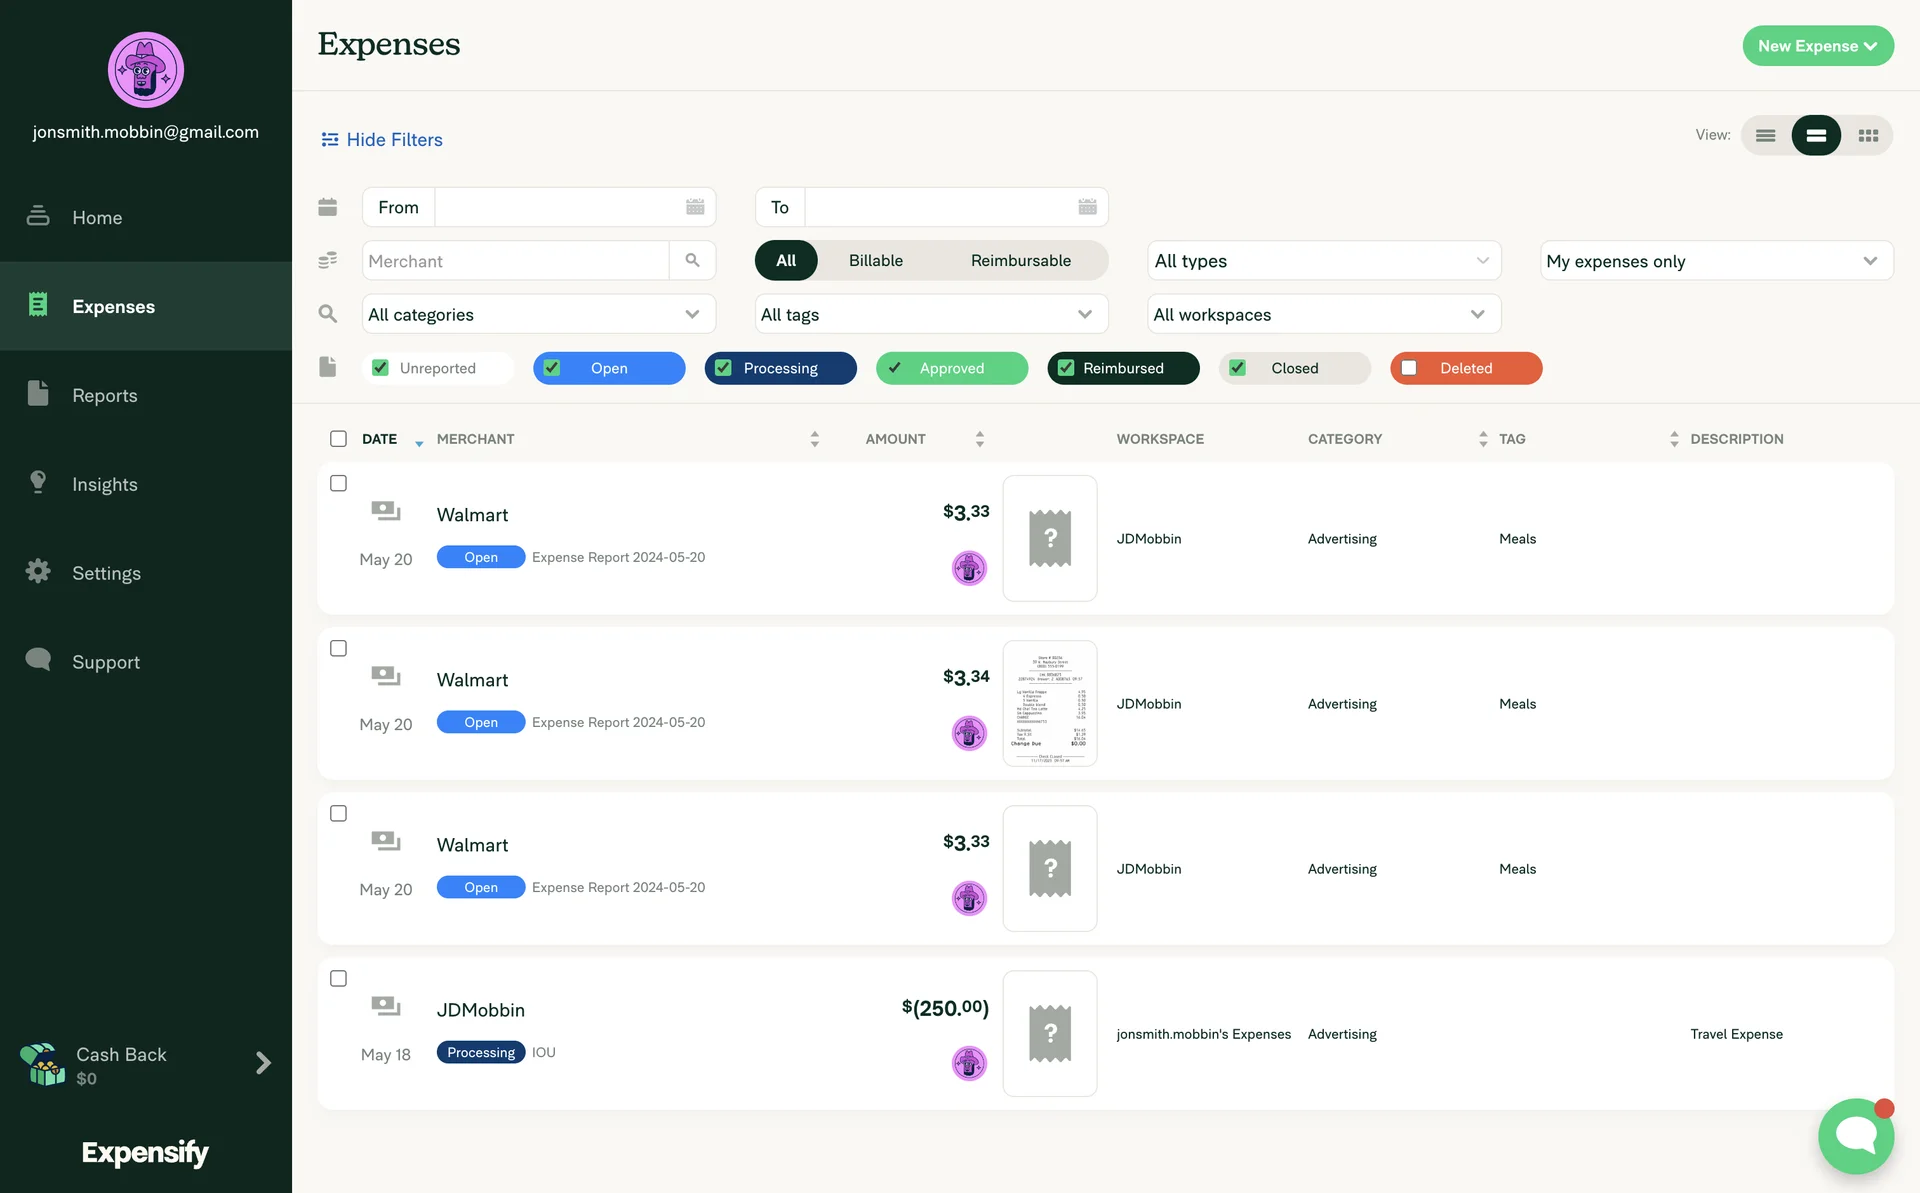 jonsmith.mobbin@gmail.com
Home
Expenses
Reports
Insights
Settings
Support
Cash Back
$0
Expensify
Expenses
New Expense
Hide Filters
View:
From
To
Merchant
All Billable Reimbursable
All types
My expenses only
All categories
All tags
All workspaces
Unreported Open Processing Approved Reimbursed Closed Deleted
DATE MERCHANT AMOUNT WORKSPACE CATEGORY TAG DESCRIPTION
Walmart $3.33
May 20 Open Expense Report 2024-05-20
? JDMobbin Advertising Meals
Walmart $3.34
May 20 Open Expense Report 2024-05-20
Change Due $0.00
JDMobbin Advertising Meals
Walmart $3.33
May 20 Open Expense Report 2024-05-20
? JDMobbin Advertising Meals
JDMobbin $(250.00)
May 18 Processing IOU
? jonsmith.mobbin's Expenses Advertising Travel Expense